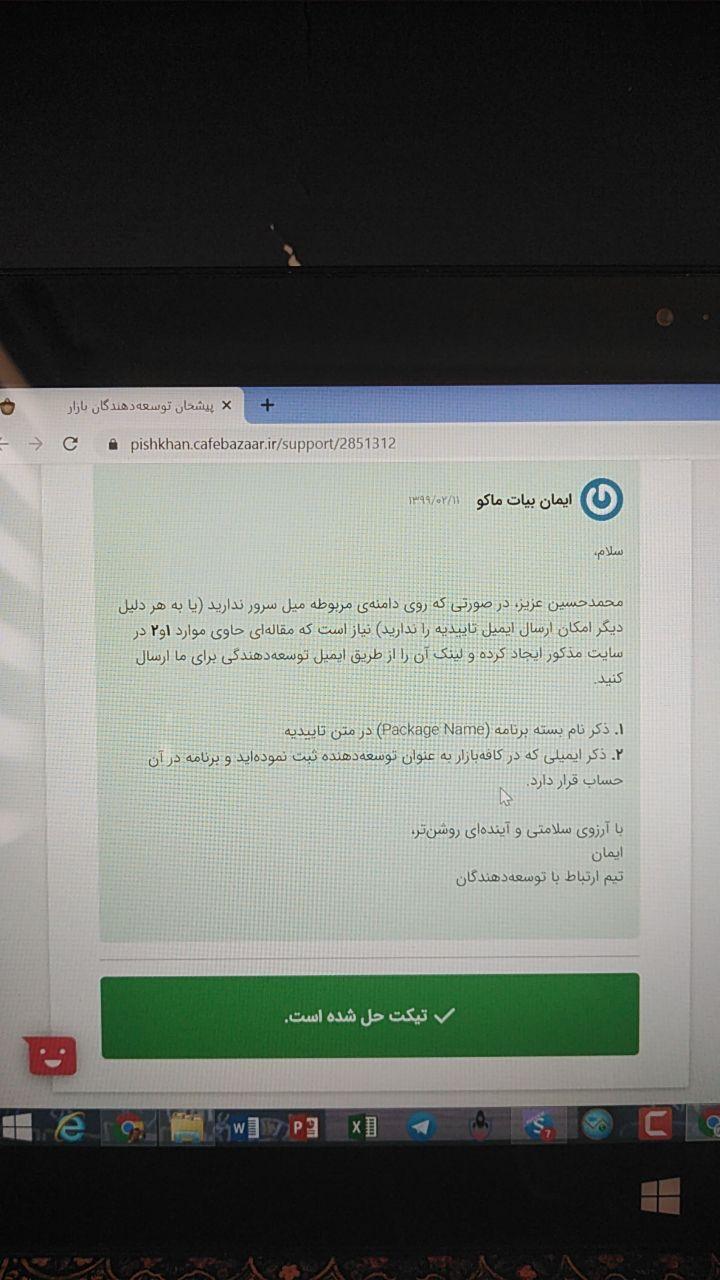 پیشخان توسعه‌دهندگان بازار
pishkhan.cafebazaar.ir/support/2851312
ایمان بیات ماکو ۱۳۹۹/۰۲/۱۱
سلام،
محمدحسین عزیز، در صورتی که روی دامنه‌ی مربوطه میل سرور ندارید (یا به هر دلیل
دیگر امکان ارسال ایمیل تاییدیه را ندارید) نیاز است که مقاله‌ای حاوی موارد ۱و۲ در
سایت مذکور ایجاد کرده و لینک آن را از طریق ایمیل توسعه‌دهندگی برای ما ارسال
کنید.
۱. ذکر نام بسته برنامه (Package Name) در متن تاییدیه
۲. ذکر ایمیلی که در کافه‌بازار به عنوان توسعه‌دهنده ثبت نموده‌اید و برنامه در آن
حساب قرار دارد.
با آرزوی سلامتی و آینده‌ای روشن‌تر،
ایمان
تیم ارتباط با توسعه‌دهندگان
تیکت حل شده است.